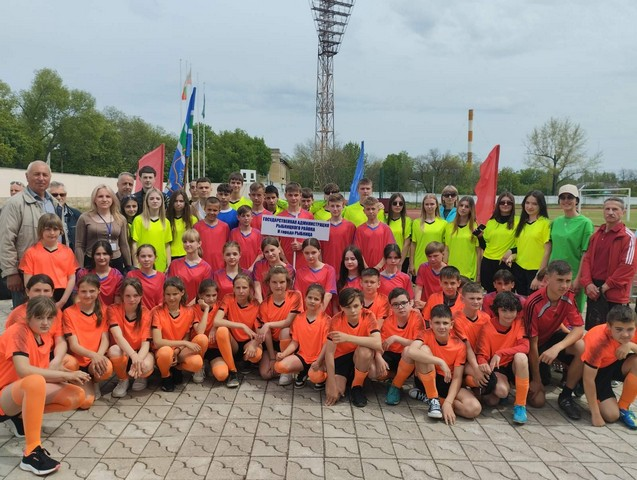 ГОСУДАРСТВЕННАЯ АДМИНИСТРАЦИЯ
РЫБНИЦКОГО РАЙОНА
И ГОРОДА РЫБНИЦА